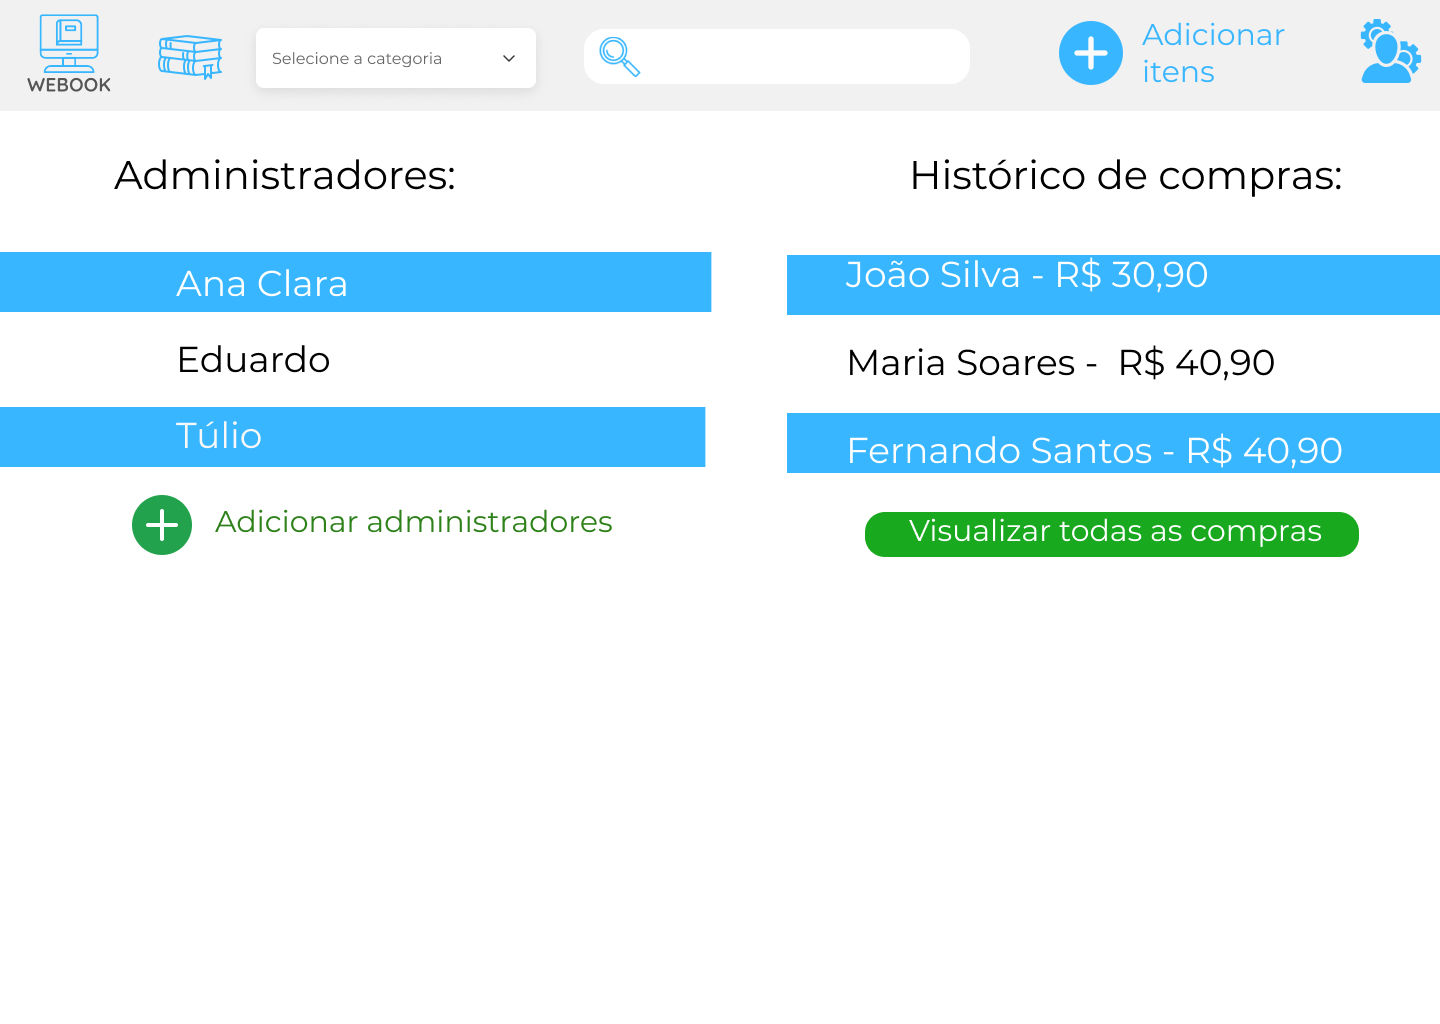 WEBOOK
Selecione a categoria
Adicionar
itens
Administradores:
Ana Clara
Eduardo
Túlio
Adicionar administradores
Histórico de compras:
João Silva - R$ 30,90
Maria Soares -  R$ 40,90
Fernando Santos - R$ 40,90
Visualizar todas as compras